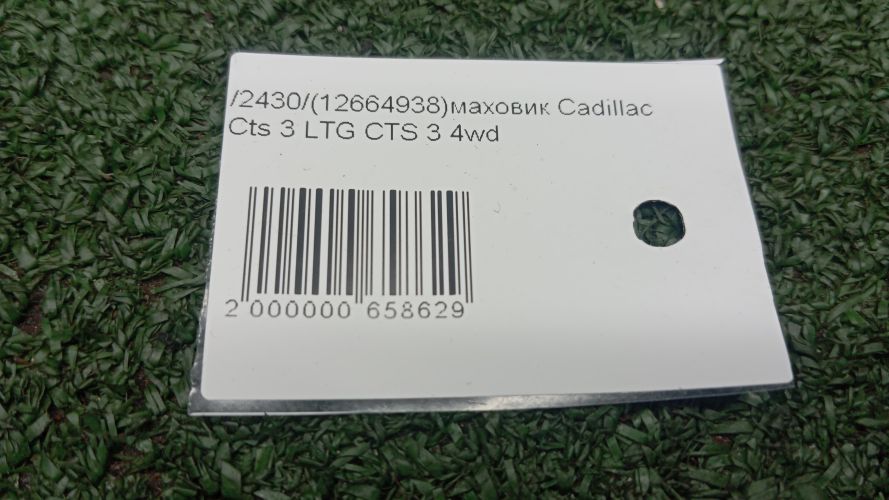 /2430/(12664938)маховик Cadillac
Cts 3 LTG CTS 3 4wd
2 000000 658629